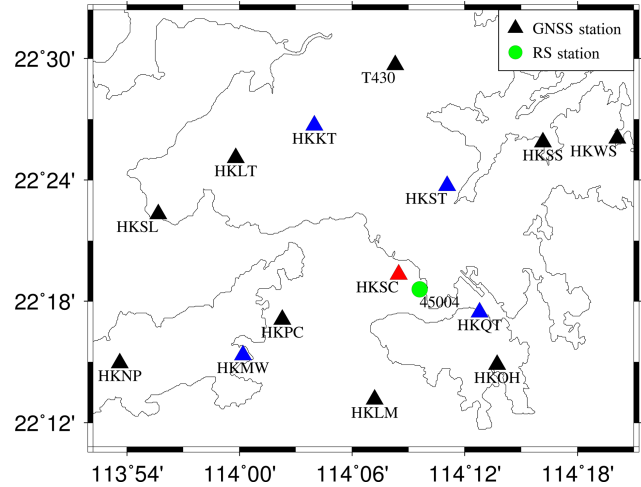 GNSS station
RS station
22°30'
22°24'
22°18'
22°12'
T430
HKKT
HKSS
HKWS
HKLT
HKST
HKSL
HKSC
45004
HKPC
HKQT
HKNP
HKMW
HKOH
HKLM
113°54'
114°00'
114°06'
114°12'
114°18'